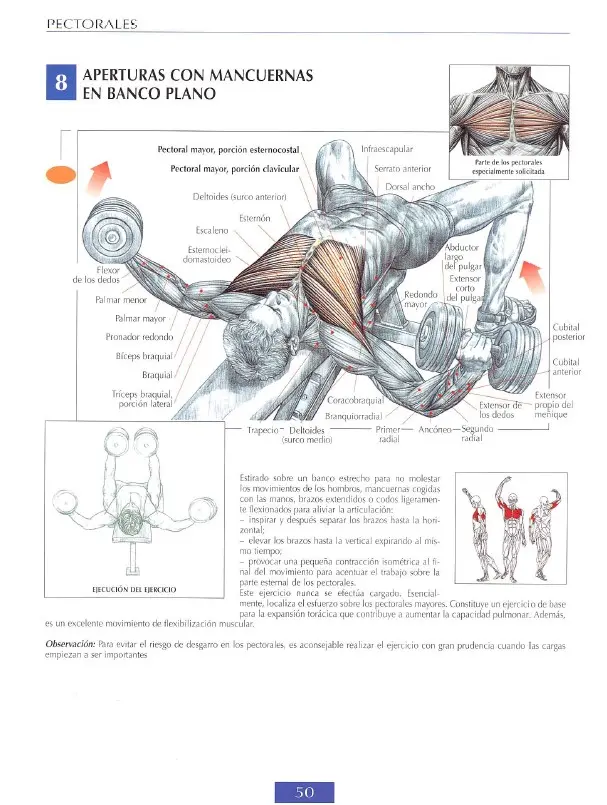 PECTORALES
8
APERTURAS CON MANCUERNAS
EN BANCO PLANO
Parte de los pectorales
especialmente solicitada
Pectoral mayor, porción esternocostal
Pectoral mayor, porción clavicular
Deltoides (surco anterior)
Esternón
Escaleno
Esternoclei-
domastoideo
Flexor
de los dedos
Palmar menor
Palmar mayor
Pronador redondo
Bíceps braquial
Braquial
Tríceps braquial,
porción lateral
Infraescapular
Serrato anterior
Dorsal ancho
Abductor
largo
del pulgar
Extensor
corto
del pulgar
Redondo
mayor
Cubital
posterior
Cubital
anterior
Extensor
propio del
meñique
Extensor de
los dedos
Coracobraquial
Branquiorradial
Trapecio
Deltoides
(surco medio)
Primer
radial
Ancóneo
Segundo
radial
EJECUCIÓN DEL EJERCICIO
Estirado sobre un banco estrecho para no molestar
los movimientos de los hombros, mancuernas cogidas
con las manos, brazos extendidos o codos ligeramen-
te flexionados para aliviar la articulación:
– inspirar y después separar los brazos hasta la hori-
zontal;
– elevar los brazos hasta la vertical expirando al mis-
mo tiempo;
– provocar una pequeña contracción isométrica al fi-
nal del movimiento para acentuar el trabajo sobre la
parte esternal de los pectorales.
Este ejercicio nunca se efectúa cargado. Esencial-
mente, localiza el esfuerzo sobre los pectorales mayores. Constituye un ejercicio de base
para la expansión torácica que contribuye a aumentar la capacidad pulmonar. Además,
es un excelente movimiento de flexibilización muscular.
Observación: Para evitar el riesgo de desgarro en los pectorales, es aconsejable realizar el ejercicio con gran prudencia cuando las cargas
empiezan a ser importantes
50